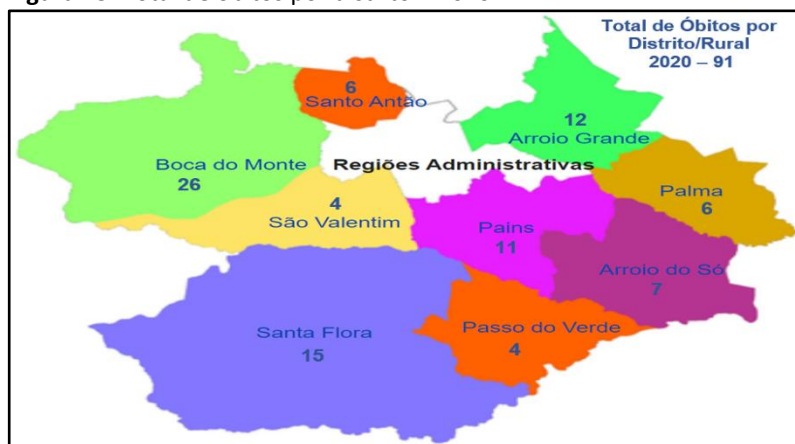 Total de Óbitos por
Distrito/Rural
2020 – 91
6
Santo Antão
12
Arroio Grande
Boca do Monte
26
Regiões Administrativas
Palma
6
4
São Valentim
Pains
11
Arroio do Só
7
Santa Flora
15
Passo do Verde
4